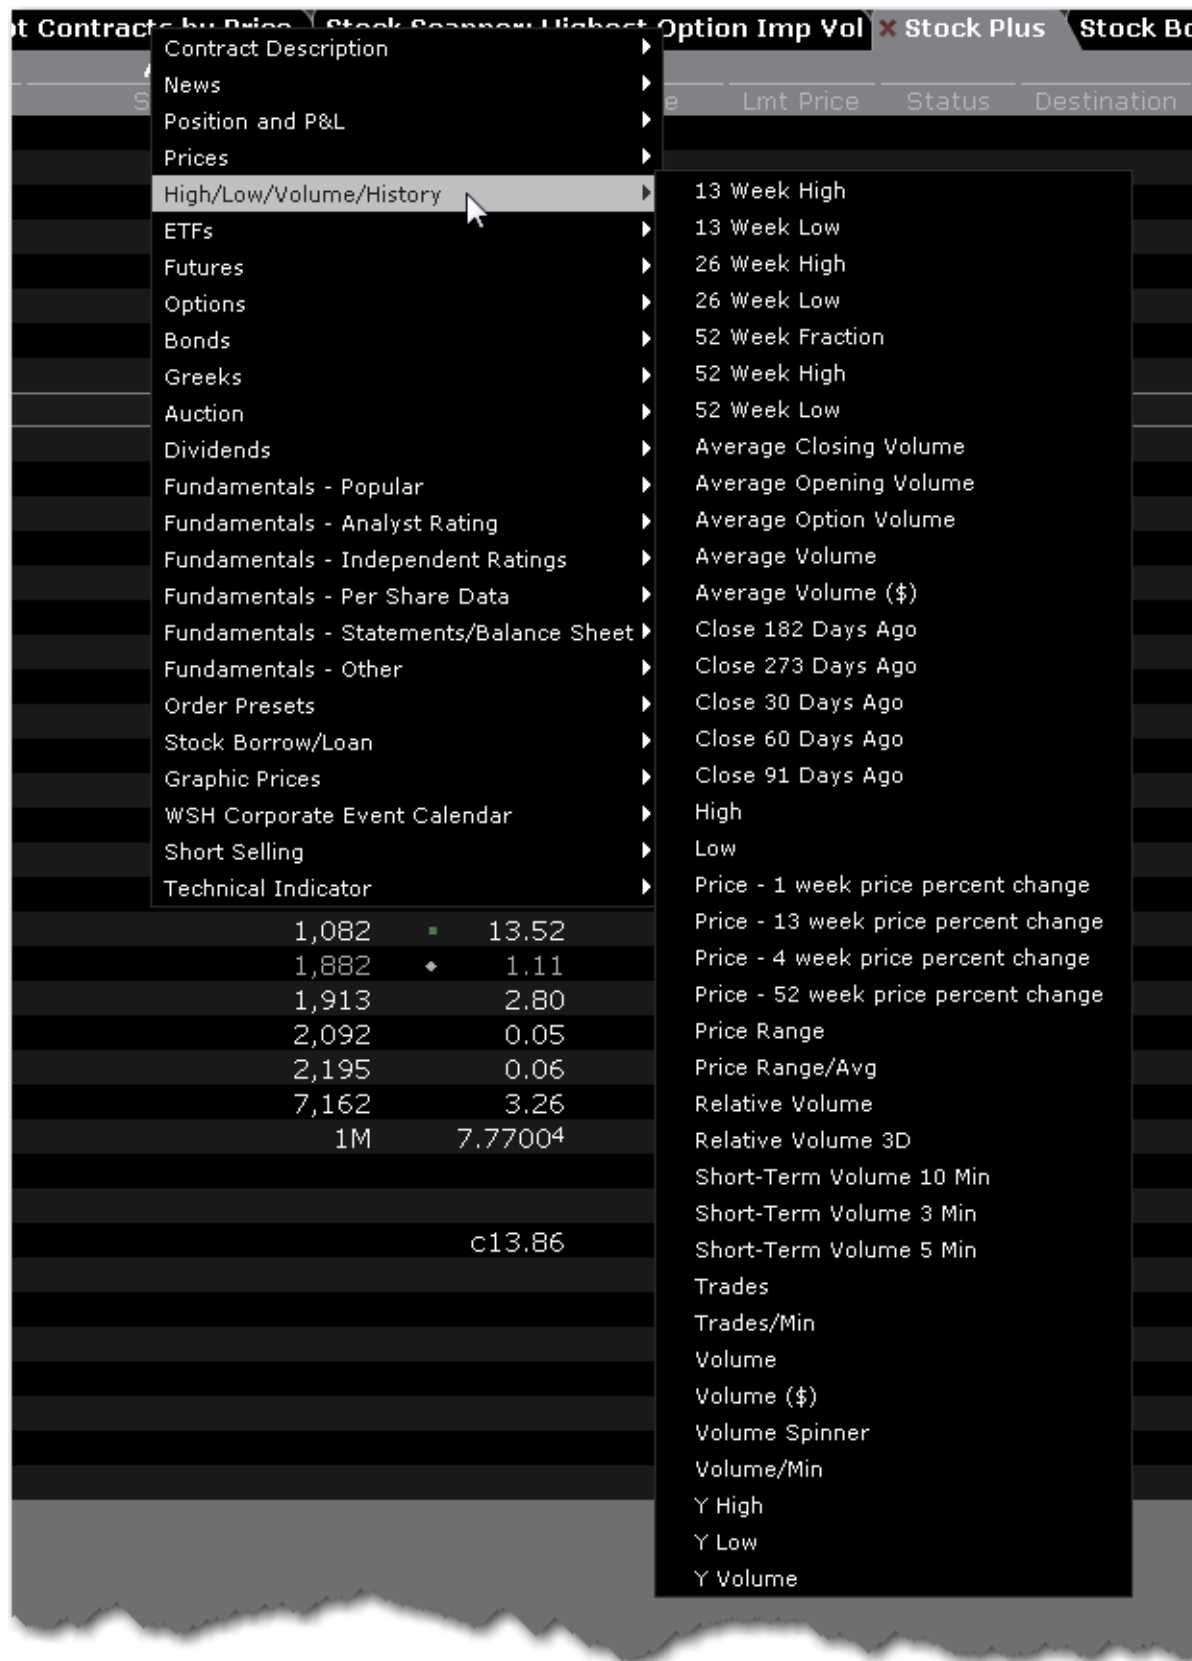 Contracts by Price Stock Scanner: Highest Option Imp Vol Stock Plus Stock
Lmt Price Status Destination
Contract Description
News
Position and P&L
Prices
High/Low/Volume/History
ETFs
Futures
Options
Bonds
Greeks
Auction
Dividends
Fundamentals - Popular
Fundamentals - Analyst Rating
Fundamentals - Independent Ratings
Fundamentals - Per Share Data
Fundamentals - Statements/Balance Sheet
Fundamentals - Other
Order Presets
Stock Borrow/Loan
Graphic Prices
WSH Corporate Event Calendar
Short Selling
Technical Indicator
13 Week High
13 Week Low
26 Week High
26 Week Low
52 Week Fraction
52 Week High
52 Week Low
Average Closing Volume
Average Opening Volume
Average Option Volume
Average Volume
Average Volume ($)
Close 182 Days Ago
Close 273 Days Ago
Close 30 Days Ago
Close 60 Days Ago
Close 91 Days Ago
High
Low
Price - 1 week price percent change
Price - 13 week price percent change
Price - 4 week price percent change
Price - 52 week price percent change
Price Range
Price Range/Avg
Relative Volume
Relative Volume 3D
Short-Term Volume 10 Min
Short-Term Volume 3 Min
Short-Term Volume 5 Min
Trades
Trades/Min
Volume
Volume ($)
Volume Spinner
Volume/Min
Y High
Y Low
Y Volume
1,082 13.52
1,882 1.11
1,913 2.80
2,092 0.05
2,195 0.06
7,162 3.26
1M 7.77004
c13.86